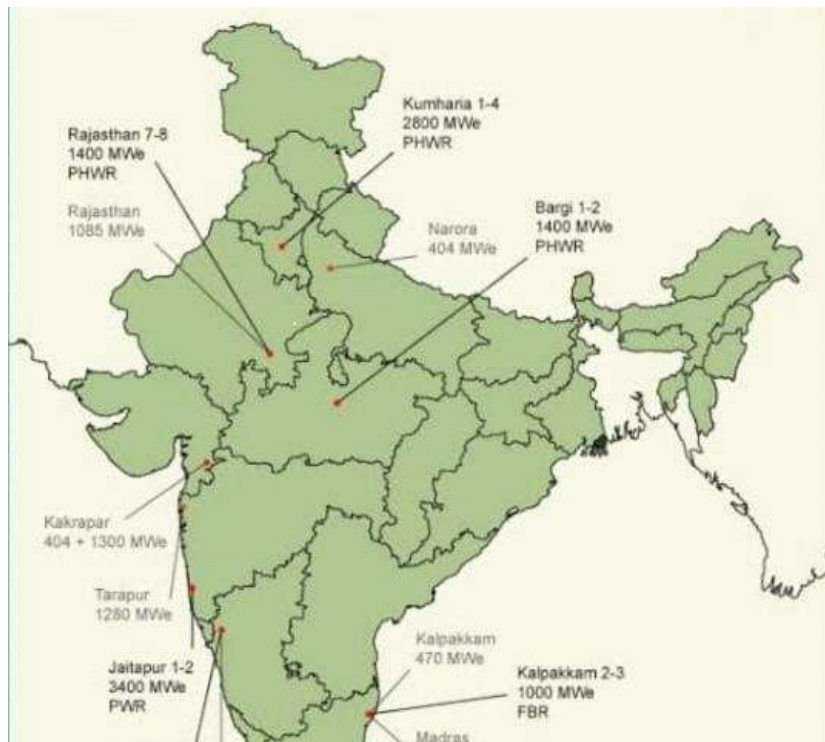 Kumharia 1-4
2800 MWe
PHWR
Rajasthan 7-8
1400 MWe
PHWR
Rajasthan
1085 MWe
Bargi 1-2
1400 MWe
PHWR
Narora
404 MWe
Kakrapar
404 + 1300 MWe
Tarapur
1280 MWe
Jaitapur 1-2
3400 MWe
PWR
Kalpakkam
470 MWe
Kalpakkam 2-3
1000 MWe
FBR
Madras